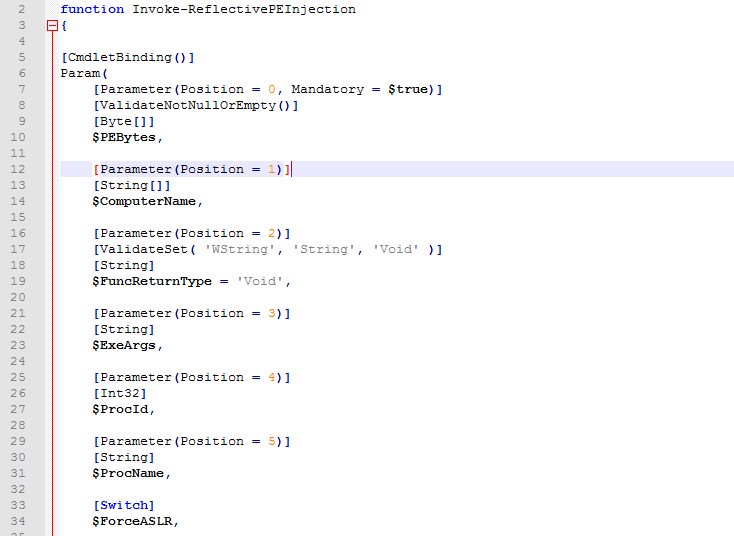 2 function Invoke-ReflectivePEInjection
3 {
4
5 [CmdletBinding()]
6 Param(
7 [Parameter(Position = 0, Mandatory = $true)]
8 [ValidateNotNullOrEmpty()]
9 [Byte[]]
10 $PEBytes,
11
12 [Parameter(Position = 1)]
13 [String[]]
14 $ComputerName,
15
16 [Parameter(Position = 2)]
17 [ValidateSet( 'WString', 'String', 'Void' )]
18 [String]
19 $FuncReturnType = 'Void',
20
21 [Parameter(Position = 3)]
22 [String]
23 $ExeArgs,
24
25 [Parameter(Position = 4)]
26 [Int32]
27 $ProcId,
28
29 [Parameter(Position = 5)]
30 [String]
31 $ProcName,
32
33 [Switch]
34 $ForceASLR,